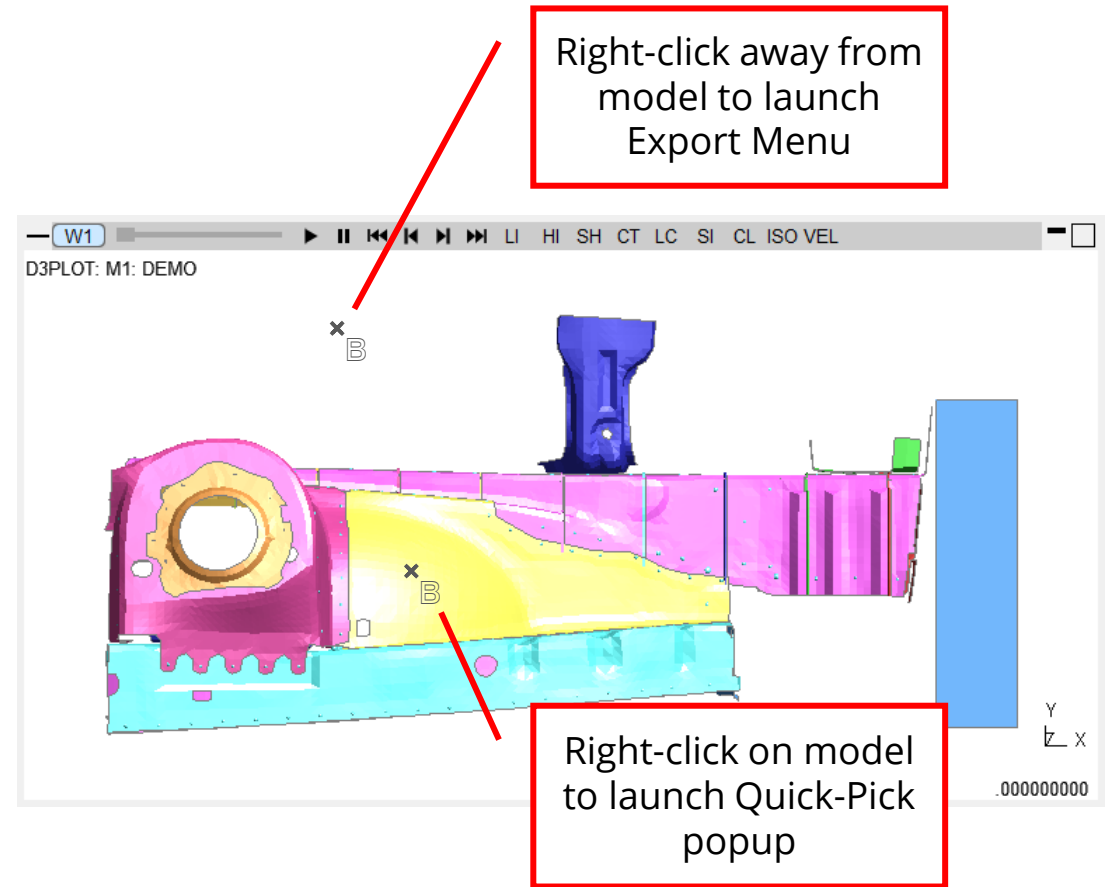 Right-click away from
model to launch
Export Menu
W1 LI HI SH CT LC SI CL ISO VEL
D3PLOT: M1: DEMO
B
B
Y
Z X
Right-click on model
to launch Quick-Pick
popup
.000000000